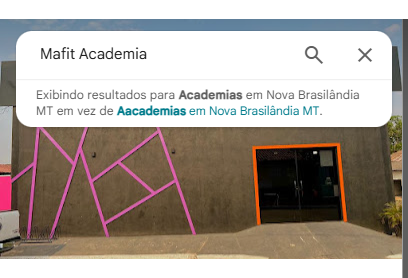 Mafit Academia
Exibindo resultados para Academias em Nova Brasilândia
MT em vez de Aacademias em Nova Brasilândia MT.